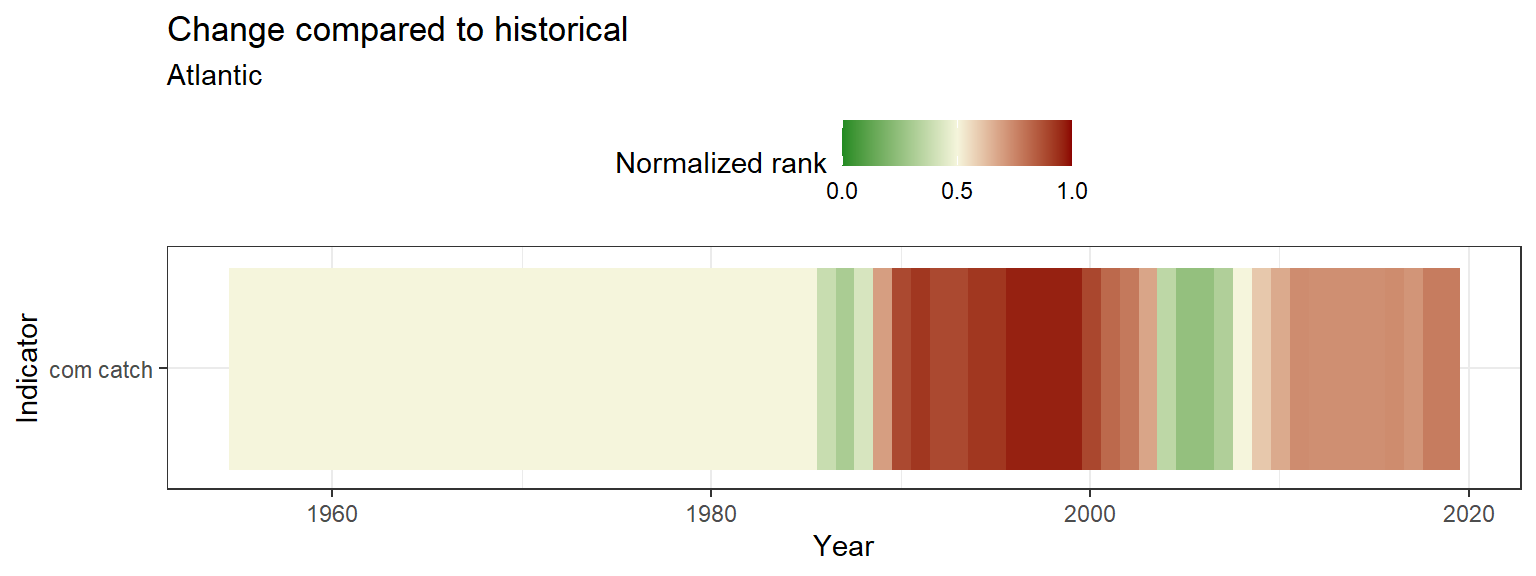 Change compared to historical
Atlantic
Normalized rank
0.0 0.5 1.0
Indicator
com catch
1960 1980 2000 2020
Year